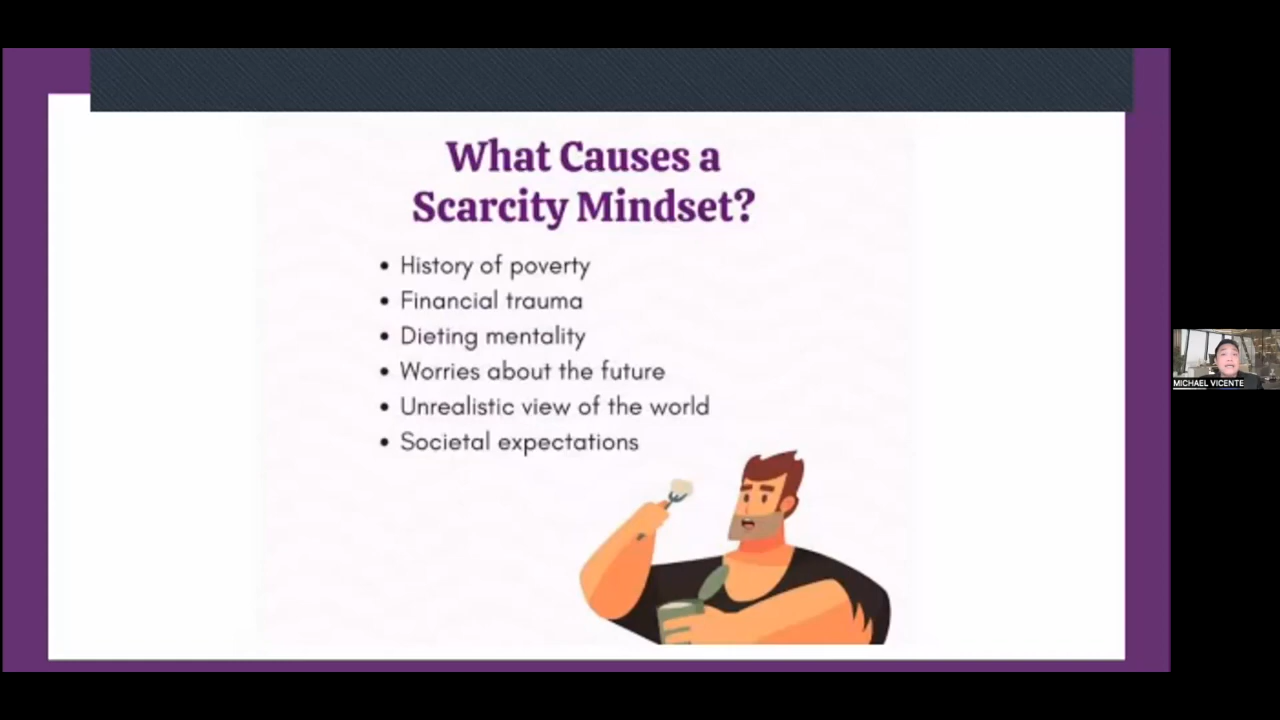 What Causes a
Scarcity Mindset?
• History of poverty
• Financial trauma
• Dieting mentality
• Worries about the future
• Unrealistic view of the world
• Societal expectations
MICHAEL VICENTE